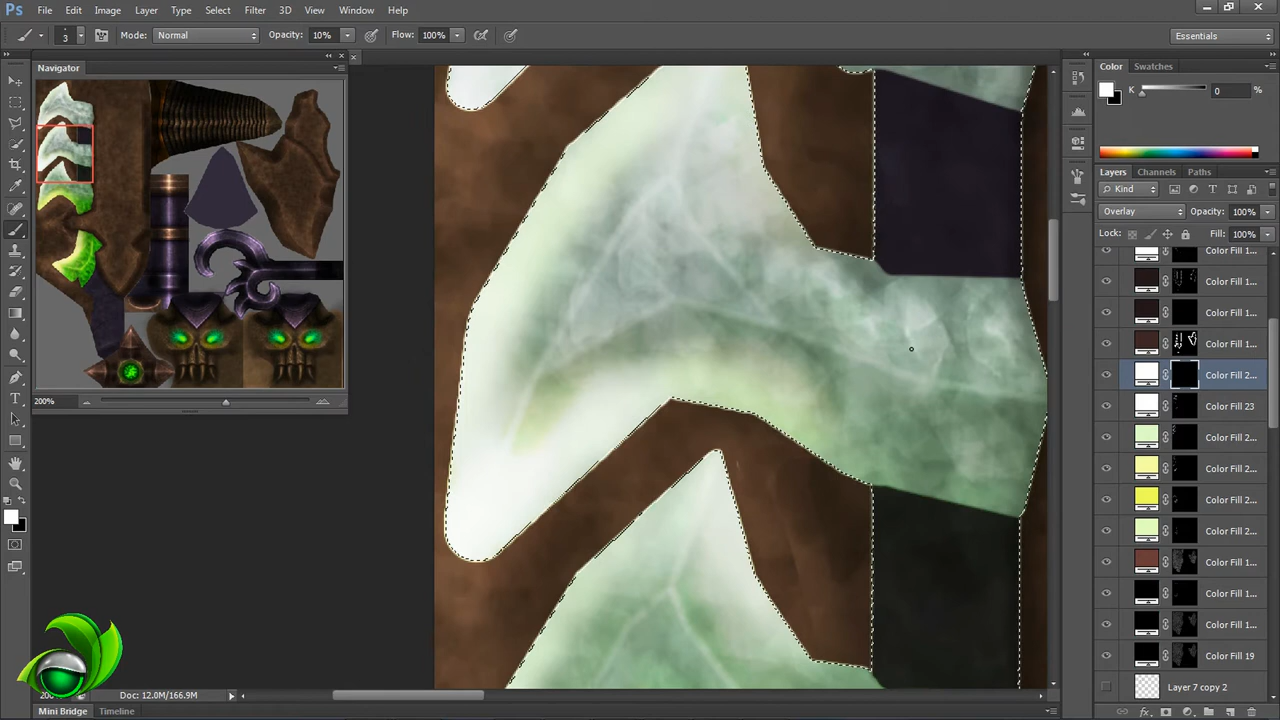 Ps File Edit Image Layer Type Select Filter 3D View Window Help
3 Mode: Normal Opacity: 10% Flow: 100% Essentials
Navigator
200%
Color Swatches
K 0 %
Layers Channels Paths
Kind
Overlay Opacity: 100%
Lock: Fill: 100%
Color Fill 1...
Color Fill 1...
Color Fill 1...
Color Fill 1...
Color Fill 2...
Color Fill 23
Color Fill 2...
Color Fill 2...
Color Fill 2...
Color Fill 2...
Color Fill 1...
Color Fill 1...
Color Fill 1...
Color Fill 19
Layer 7 copy 2
Doc: 12.0M/166.9M
Mini Bridge Timeline